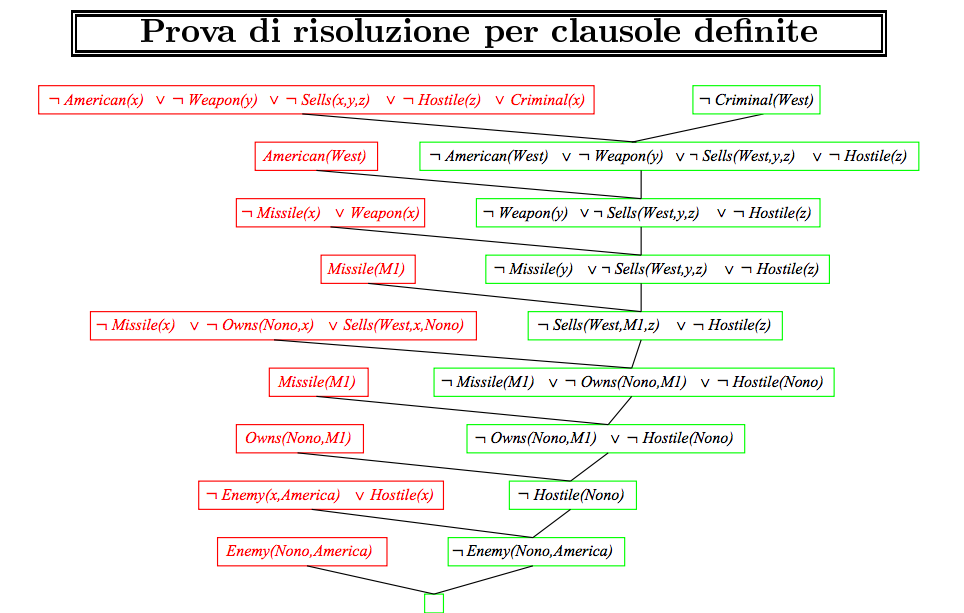 Prova di risoluzione per clausole definite
¬ American(x) ∨ ¬ Weapon(y) ∨ ¬ Sells(x,y,z) ∨ ¬ Hostile(z) ∨ Criminal(x) ¬ Criminal(West)
American(West) ¬ American(West) ∨ ¬ Weapon(y) ∨ ¬ Sells(West,y,z) ∨ ¬ Hostile(z)
¬ Missile(x) ∨ Weapon(x) ¬ Weapon(y) ∨ ¬ Sells(West,y,z) ∨ ¬ Hostile(z)
Missile(M1) ¬ Missile(y) ∨ ¬ Sells(West,y,z) ∨ ¬ Hostile(z)
¬ Missile(x) ∨ ¬ Owns(Nono,x) ∨ Sells(West,x,Nono) ¬ Sells(West,M1,z) ∨ ¬ Hostile(z)
Missile(M1) ¬ Missile(M1) ∨ ¬ Owns(Nono,M1) ∨ ¬ Hostile(Nono)
Owns(Nono,M1) ¬ Owns(Nono,M1) ∨ ¬ Hostile(Nono)
¬ Enemy(x,America) ∨ Hostile(x) ¬ Hostile(Nono)
Enemy(Nono,America) ¬ Enemy(Nono,America)